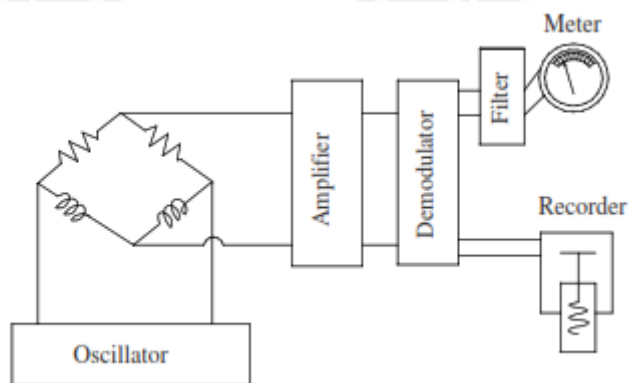 Meter
Filter
Amplifier
Demodulator
Recorder
Oscillator